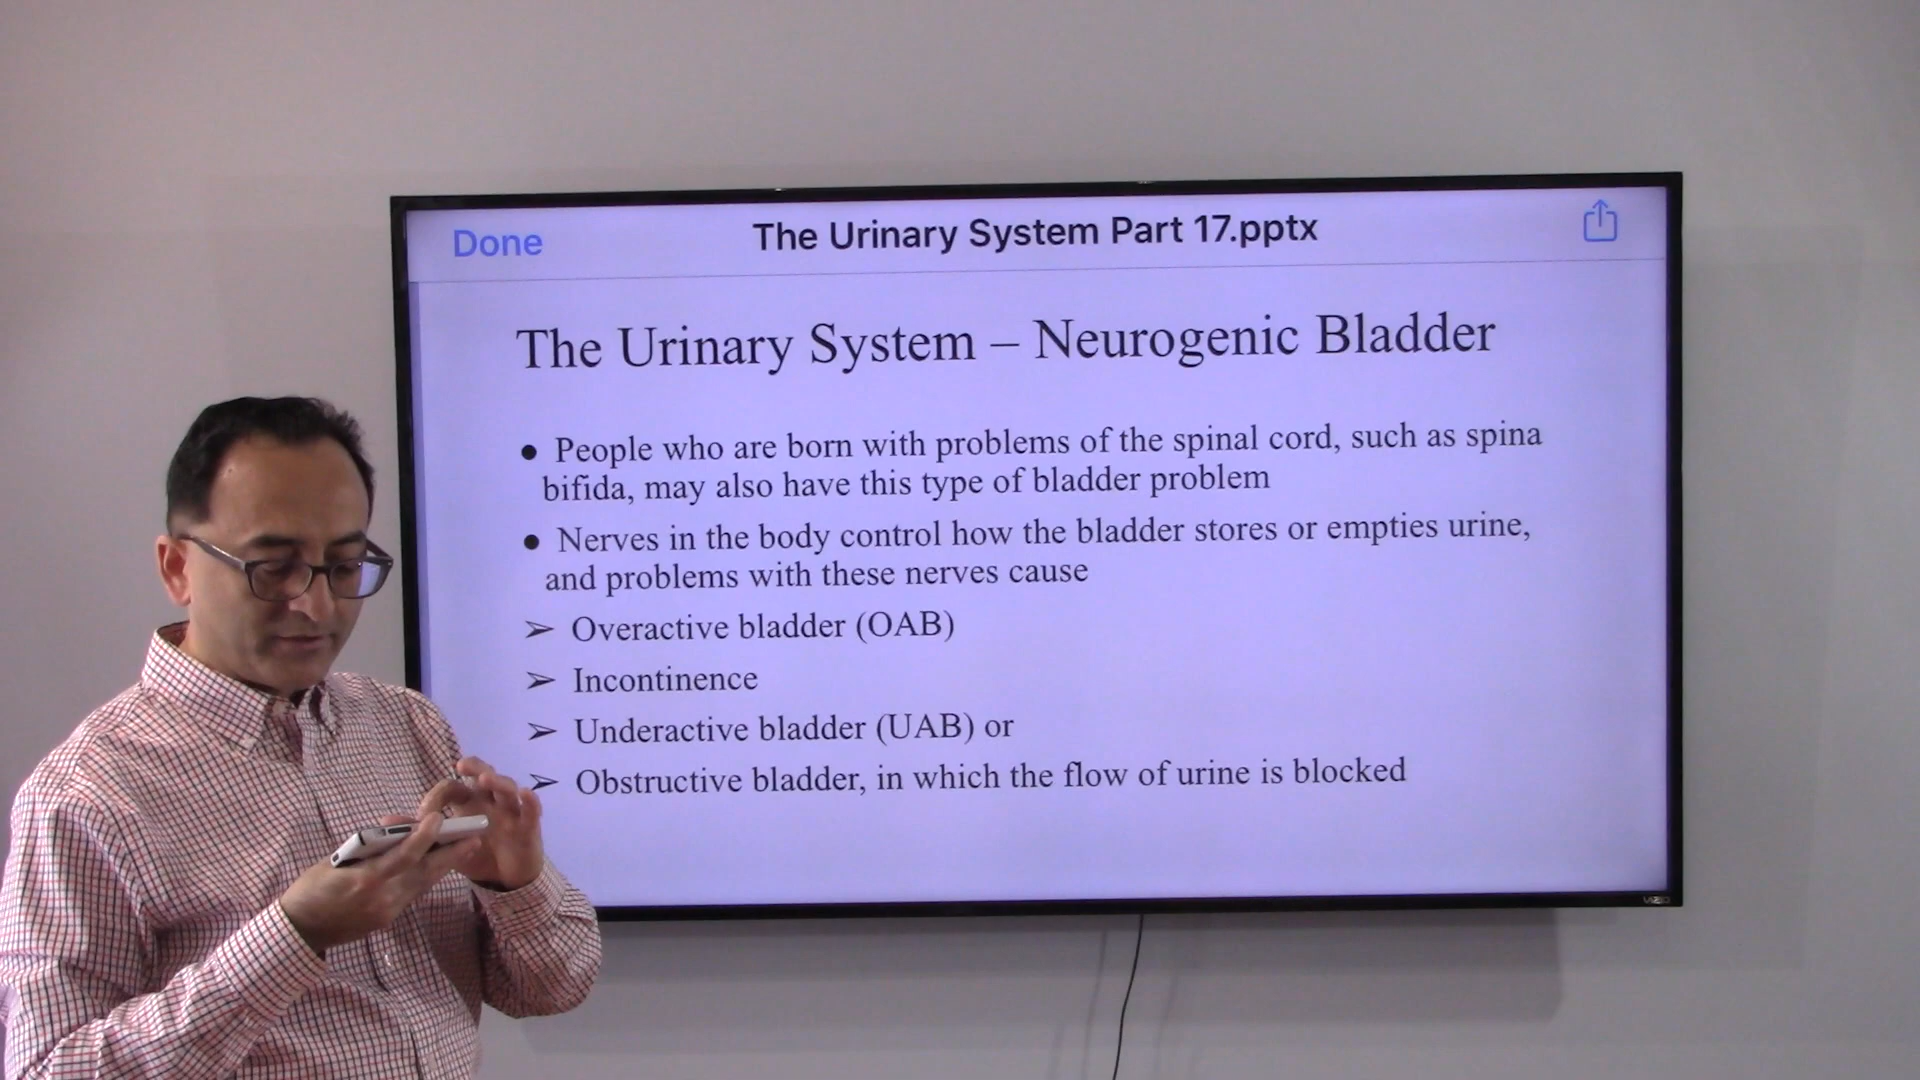 Done
The Urinary System Part 17.pptx
The Urinary System – Neurogenic Bladder
● People who are born with problems of the spinal cord, such as spina
bifida, may also have this type of bladder problem
● Nerves in the body control how the bladder stores or empties urine,
and problems with these nerves cause
➢ Overactive bladder (OAB)
➢ Incontinence
➢ Underactive bladder (UAB) or
➢ Obstructive bladder, in which the flow of urine is blocked
VIZIO